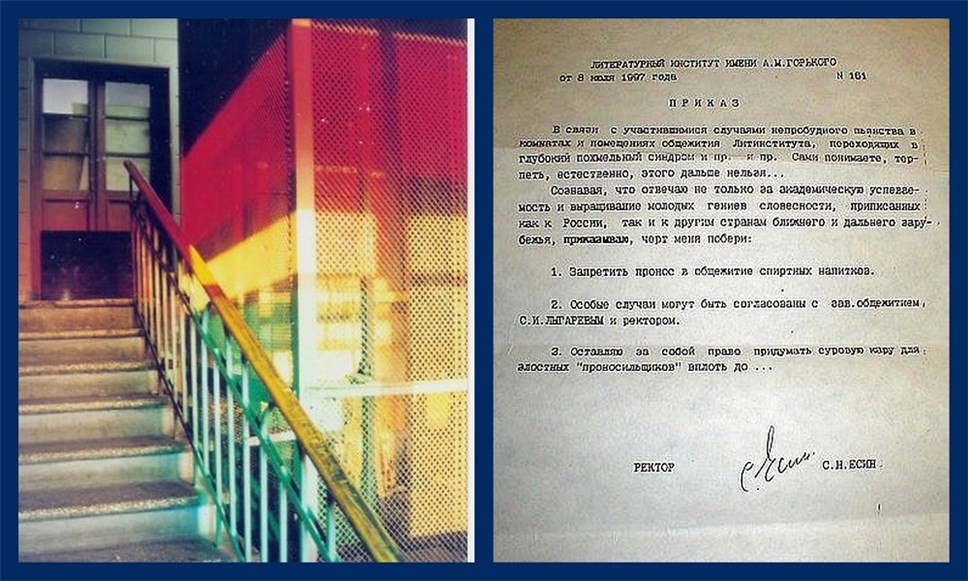 ЛИТЕРАТУРНЫЙ ИНСТИТУТ ИМЕНИ А.М.ГОРЬКОГО
от 8 июля 1997 года N 161
П Р И К А З
В связи с участившимися случаями непробудного пьянства в
комнатах и помещениях общежития Литинститута, переходящих в
глубокий похмельный синдром и пр. и пр. Сами понимаете, тер-
петь, естественно, этого дальше нельзя...
Сознавая, что отвечаю не только за академическую успевае-
мость и выращивание молодых гениев словесности, приписанных
как к России, так и к другим странам ближнего и дальнего зару-
бежья, приказываю, черт меня побери:
1. Запретить пронос в общежитие спиртных напитков.
2. Особые случаи могут быть согласованы с зав.общежитием,
С.И.ЛЫГАРЕВЫМ и ректором.
3. Оставляю за собой право придумать суровую кару для
злостных "проносильщиков" вплоть до ...
РЕКТОР С.Есин С.Н.ЕСИН.